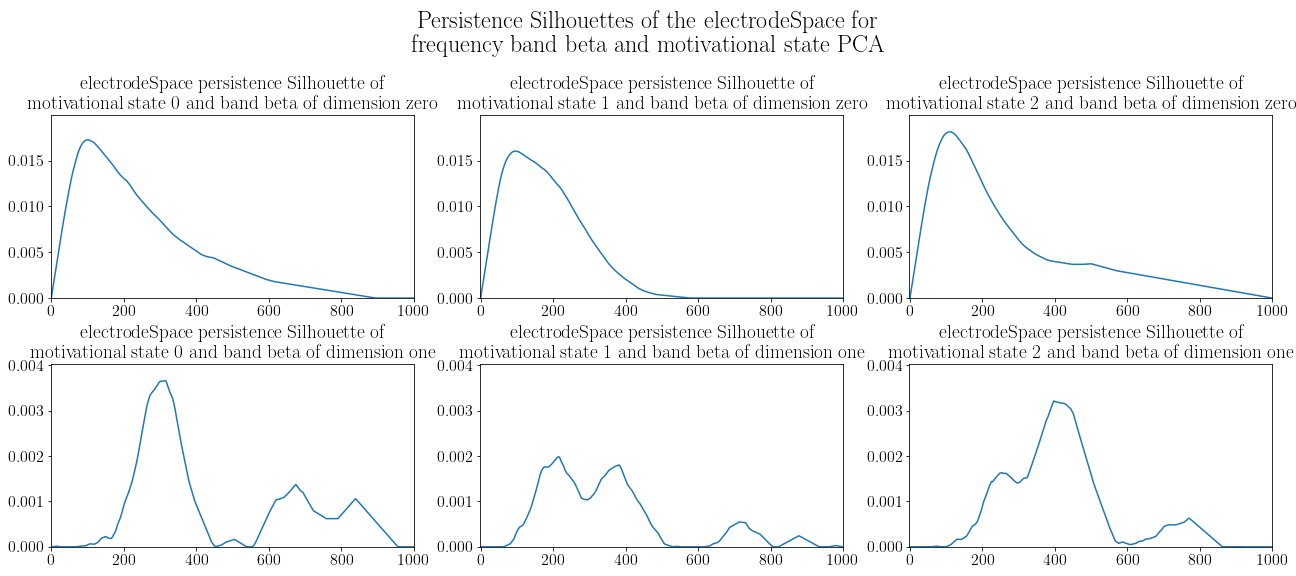 Persistence Silhouettes of the electrodeSpace for
frequency band beta and motivational state PCA
electrodeSpace persistence Silhouette of
motivational state 0 and band beta of dimension zero
0.015
0.010
0.005
0.000
0 200 400 600 800 1000
electrodeSpace persistence Silhouette of
motivational state 1 and band beta of dimension zero
0.015
0.010
0.005
0.000
0 200 400 600 800 1000
electrodeSpace persistence Silhouette of
motivational state 2 and band beta of dimension zero
0.015
0.010
0.005
0.000
0 200 400 600 800 1000
electrodeSpace persistence Silhouette of
motivational state 0 and band beta of dimension one
0.004
0.003
0.002
0.001
0.000
0 200 400 600 800 1000
electrodeSpace persistence Silhouette of
motivational state 1 and band beta of dimension one
0.004
0.003
0.002
0.001
0.000
0 200 400 600 800 1000
electrodeSpace persistence Silhouette of
motivational state 2 and band beta of dimension one
0.004
0.003
0.002
0.001
0.000
0 200 400 600 800 1000